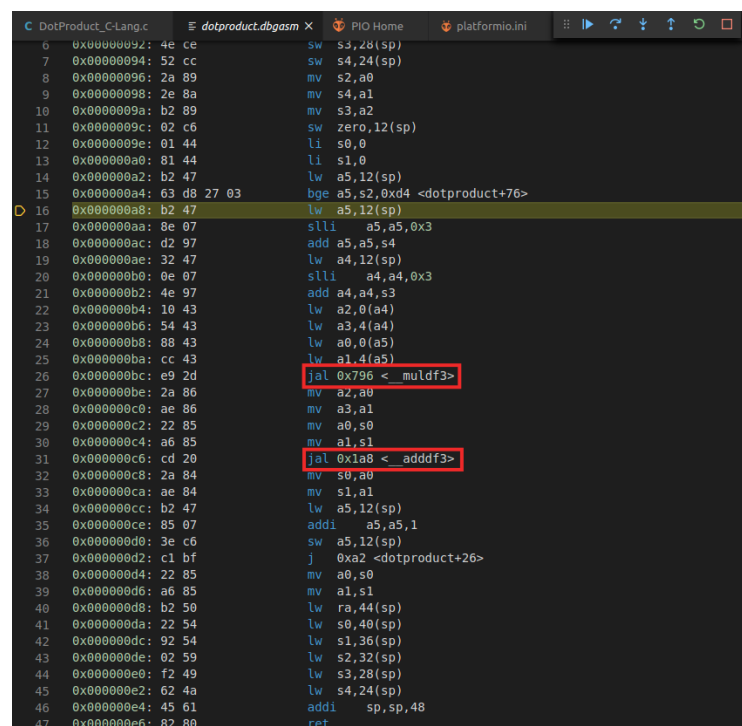 DotProduct_C-Lang.c dotproduct.dbgasm PIO Home platformio.ini
6 0x00000092: 4e ce sw s3,28(sp)
7 0x00000094: 52 cc sw s4,24(sp)
8 0x00000096: 2a 89 mv s2,a0
9 0x00000098: 2e 8a mv s4,a1
10 0x0000009a: b2 89 mv s3,a2
11 0x0000009c: 02 c6 sw zero,12(sp)
12 0x0000009e: 01 44 li s0,0
13 0x000000a0: 81 44 li s1,0
14 0x000000a2: b2 47 lw a5,12(sp)
15 0x000000a4: 63 d8 27 03 bge a5,s2,0xd4 <dotproduct+76>
16 0x000000a8: b2 47 lw a5,12(sp)
17 0x000000aa: 8e 07 slli a5,a5,0x3
18 0x000000ac: d2 97 add a5,a5,s4
19 0x000000ae: 32 47 lw a4,12(sp)
20 0x000000b0: 0e 07 slli a4,a4,0x3
21 0x000000b2: 4e 97 add a4,a4,s3
22 0x000000b4: 10 43 lw a2,0(a4)
23 0x000000b6: 54 43 lw a3,4(a4)
24 0x000000b8: 88 43 lw a0,0(a5)
25 0x000000ba: cc 43 lw a1,4(a5)
26 0x000000bc: e9 2d jal 0x796 <__muldf3>
27 0x000000be: 2a 86 mv a2,a0
28 0x000000c0: ae 86 mv a3,a1
29 0x000000c2: 22 85 mv a0,s0
30 0x000000c4: a6 85 mv a1,s1
31 0x000000c6: cd 20 jal 0x1a8 <__adddf3>
32 0x000000c8: 2a 84 mv s0,a0
33 0x000000ca: ae 84 mv s1,a1
34 0x000000cc: b2 47 lw a5,12(sp)
35 0x000000ce: 85 07 addi a5,a5,1
36 0x000000d0: 3e c6 sw a5,12(sp)
37 0x000000d2: c1 bf j 0xa2 <dotproduct+26>
38 0x000000d4: 22 85 mv a0,s0
39 0x000000d6: a6 85 mv a1,s1
40 0x000000d8: b2 50 lw ra,44(sp)
41 0x000000da: 22 54 lw s0,40(sp)
42 0x000000dc: 92 54 lw s1,36(sp)
43 0x000000de: 02 59 lw s2,32(sp)
44 0x000000e0: f2 49 lw s3,28(sp)
45 0x000000e2: 62 4a lw s4,24(sp)
46 0x000000e4: 45 61 addi sp,sp,48
47 0x000000e6: 82 80 ret